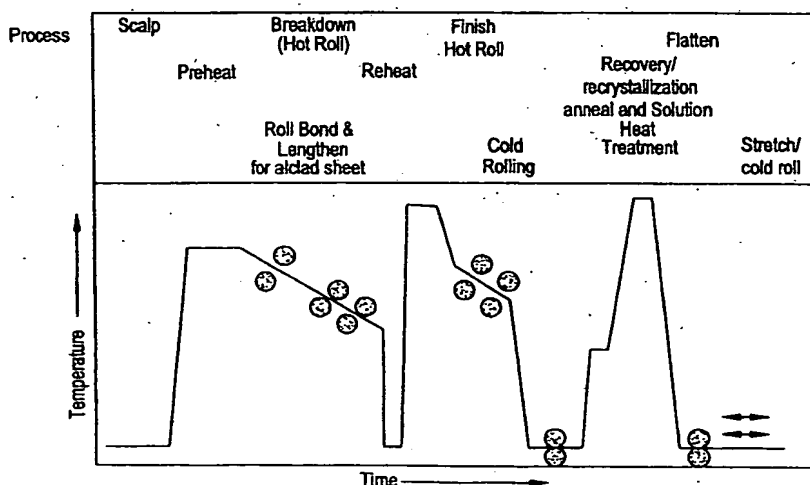 Process
Scalp
Preheat
Breakdown
(Hot Roll)
Roll Bond &
Lengthen
for alclad sheet
Reheat
Finish
Hot Roll
Cold
Rolling
Flatten
Recovery/
recrystallization
anneal and Solution
Heat
Treatment
Stretch/
cold roll
Temperature
Time